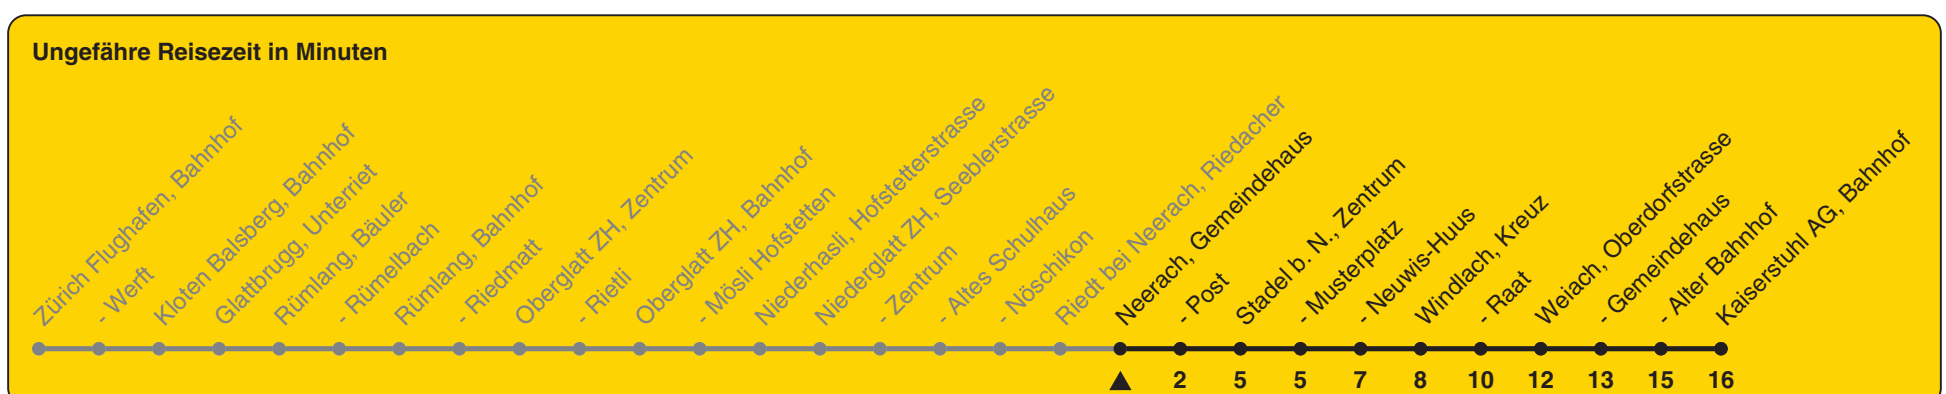 Ungefähre Reisezeit in Minuten
Zürich Flughafen, Bahnhof
- Werft
Kloten Balsberg, Bahnhof
Glattbrugg, Unterriet
Rümlang, Bäuler
- Rümelbach
Rümlang, Bahnhof
- Riedmatt
Oberglatt ZH, Zentrum
- Rietli
Oberglatt ZH, Bahnhof
- Mösli Hofstetten
Niederhasli, Hofstetterstrasse
Niederglatt ZH, Seeblerstrasse
- Zentrum
- Altes Schulhaus
- Nöschikon
Riedt bei Neerach, Riedacher
Neerach, Gemeindehaus
- Post
Stadel b. N., Zentrum
- Musterplatz
- Neuwis-Huus
Windlach, Kreuz
- Raat
Weiach, Oberdorfstrasse
- Gemeindehaus
- Alter Bahnhof
Kaiserstuhl AG, Bahnhof
2 5 5 7 8 10 12 13 15 16